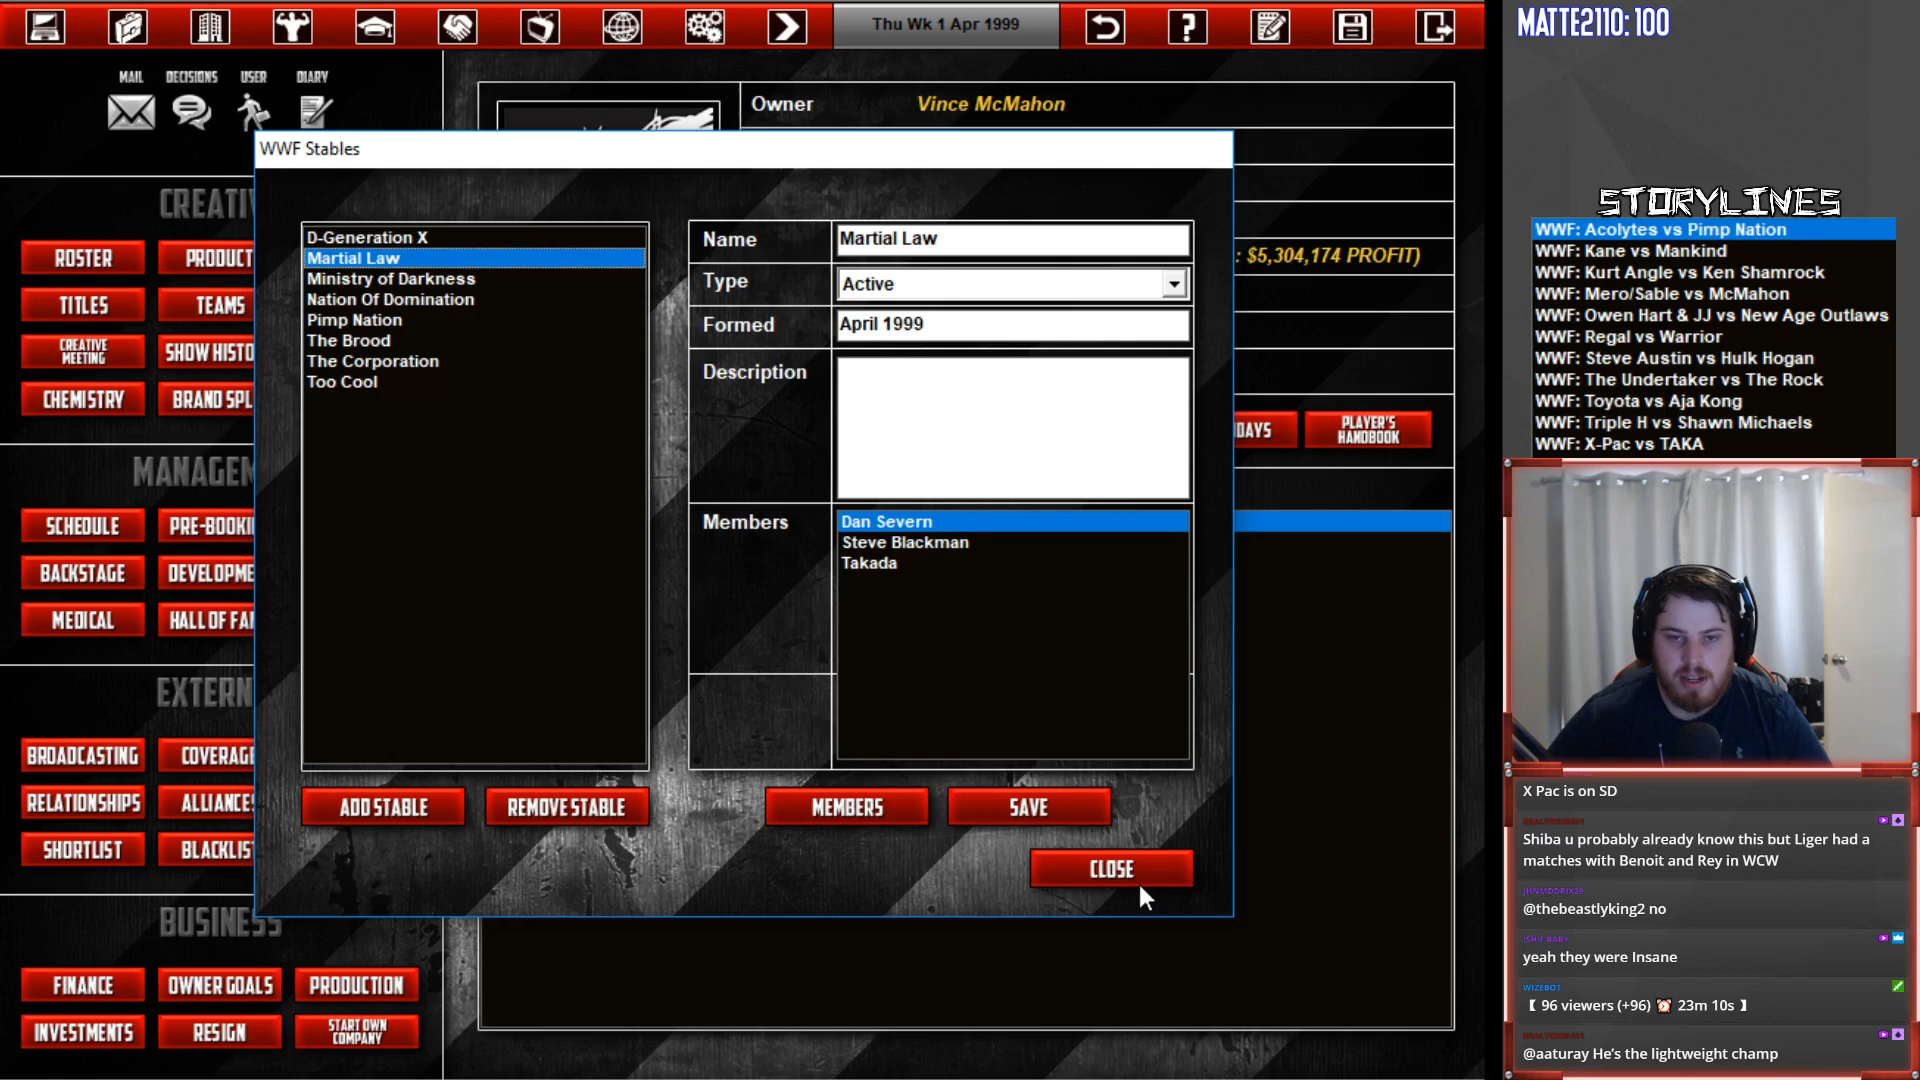 Thu Wk 1 Apr 1999
MATTE2110: 100
MAIL
DECISIONS
USER
DIARY
Owner
Vince McMahon
WWF Stables
: $5,304,174 PROFIT)
CREATIV
ROSTER
PRODUCT
TITLES
TEAMS
CREATIVE MEETING
SHOW HISTO
CHEMISTRY
BRAND SPL
MANAGEM
SCHEDULE
PRE-BOOKI
BACKSTAGE
DEVELOPME
MEDICAL
HALL OF FA
EXTERN
BROADCASTING
COVERAG
RELATIONSHIPS
ALLIANCE
SHORTLIST
BLACKLIS
BUSINESS
FINANCE
OWNER GOALS
PRODUCTION
INVESTMENTS
RESIGN
START OWN COMPANY
D-Generation X
Martial Law
Ministry of Darkness
Nation Of Domination
Pimp Nation
The Brood
The Corporation
Too Cool
Name
Martial Law
Type
Active
Formed
April 1999
Description
Members
Dan Severn
Steve Blackman
Takada
ADD STABLE
REMOVE STABLE
MEMBERS
SAVE
CLOSE
DAYS
PLAYER'S HANDBOOK
STORYLINES
WWF: Acolytes vs Pimp Nation
WWF: Kane vs Mankind
WWF: Kurt Angle vs Ken Shamrock
WWF: Mero/Sable vs McMahon
WWF: Owen Hart & JJ vs New Age Outlaws
WWF: Regal vs Warrior
WWF: Steve Austin vs Hulk Hogan
WWF: The Undertaker vs The Rock
WWF: Toyota vs Aja Kong
WWF: Triple H vs Shawn Michaels
WWF: X-Pac vs TAKA
X Pac is on SD
Shiba u probably already know this but Liger had a
matches with Benoit and Rey in WCW
JHNMDDRIX29
@thebeastlyking2 no
ISHII_BABY
yeah they were Insane
WIZEBOT
【 96 viewers (+96) ⏰ 23m 10s 】
@aaturay He's the lightweight champ